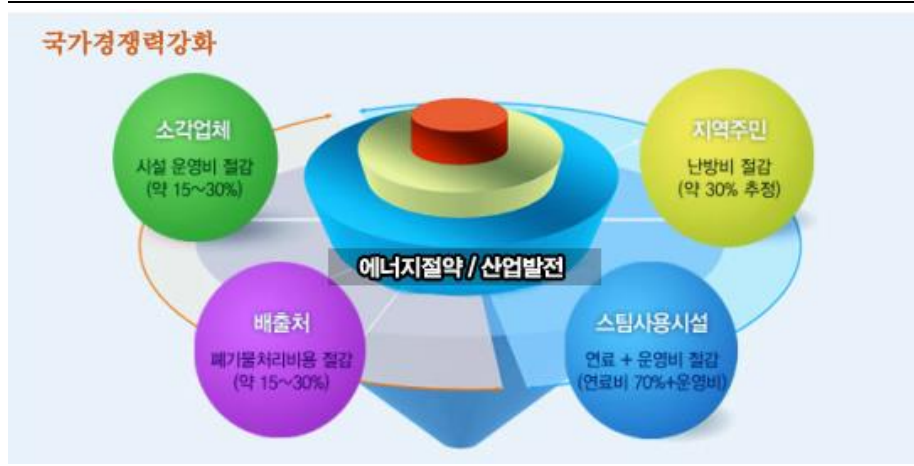 국가경쟁력강화
소각업체
시설 운영비 절감
(약 15~30%)
지역주민
난방비 절감
(약 30% 추정)
에너지절약 / 산업발전
배출처
폐기물처리비용 절감
(약 15~30%)
스팀사용시설
연료 + 운영비 절감
(연료비 70%+운영비)